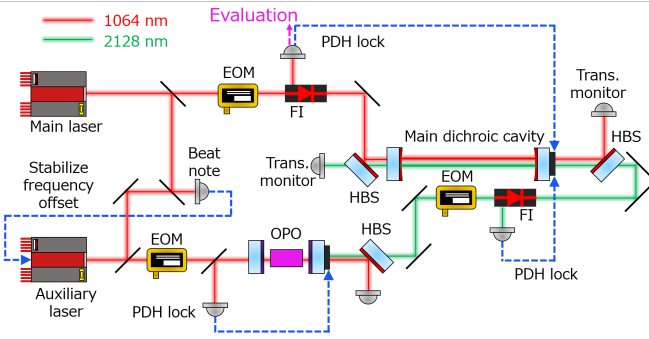 1064 nm
2128 nm
Evaluation
PDH lock
EOM
Main laser
FI
Trans.
monitor
HBS
Main dichroic cavity
Beat
note
Stabilize
frequency
offset
Trans.
monitor
HBS
EOM
FI
PDH lock
EOM
OPO
HBS
Auxiliary
laser
PDH lock